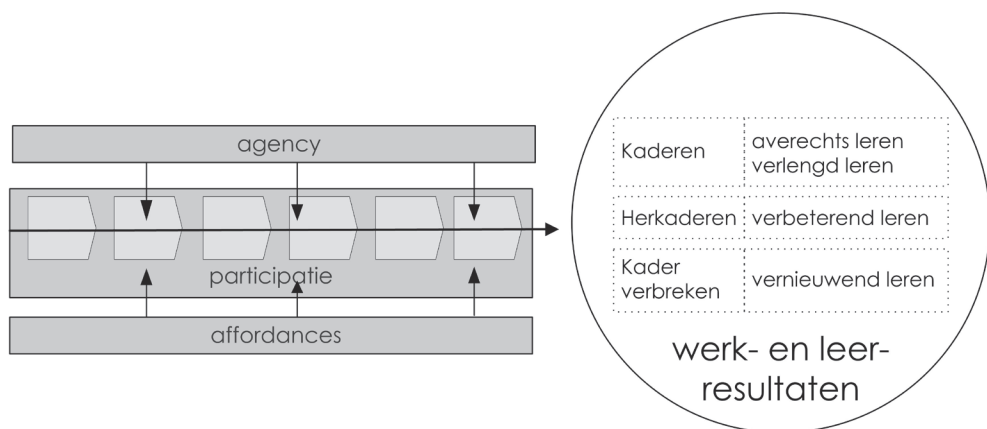 agency
participatie
affordances
Kaderen
averechts leren
verlengd leren
Herkaderen
verbeterend leren
Kader
verbreken
vernieuwend leren
werk- en leer-
resultaten